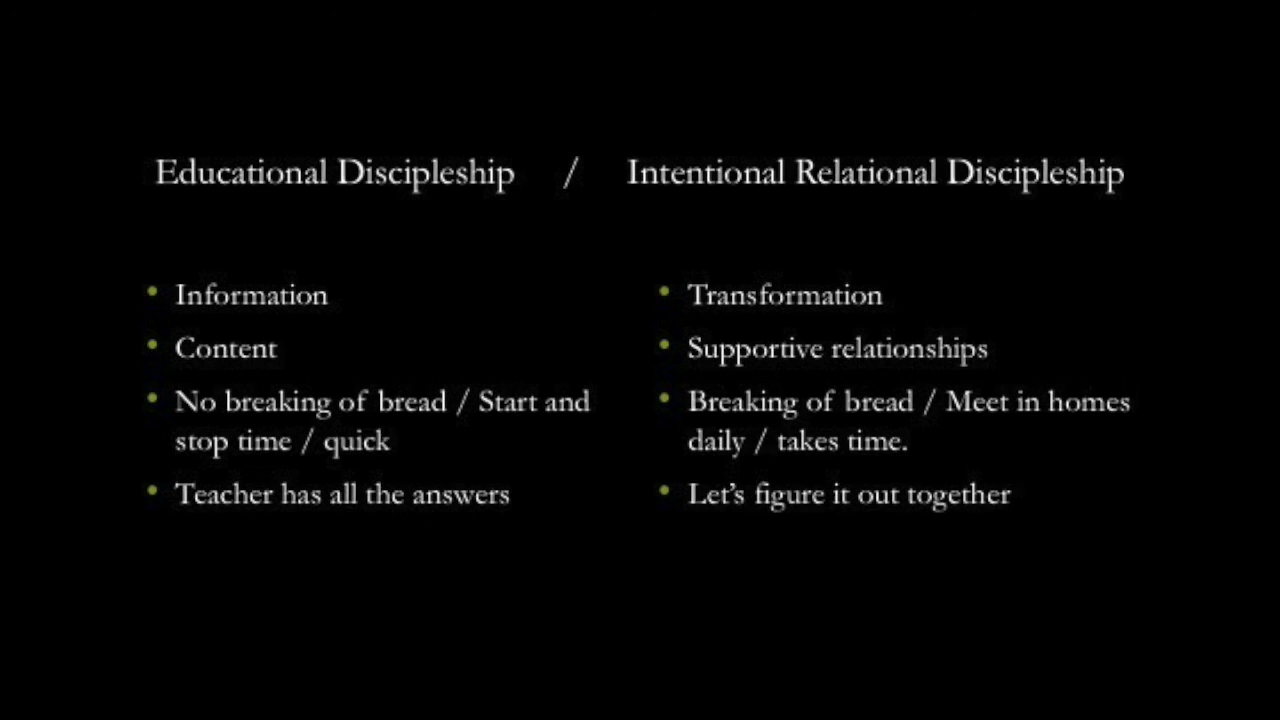 Educational Discipleship / Intentional Relational Discipleship
• Information
• Content
• No breaking of bread / Start and
stop time / quick
• Teacher has all the answers
• Transformation
• Supportive relationships
• Breaking of bread / Meet in homes
daily / takes time.
• Let’s figure it out together